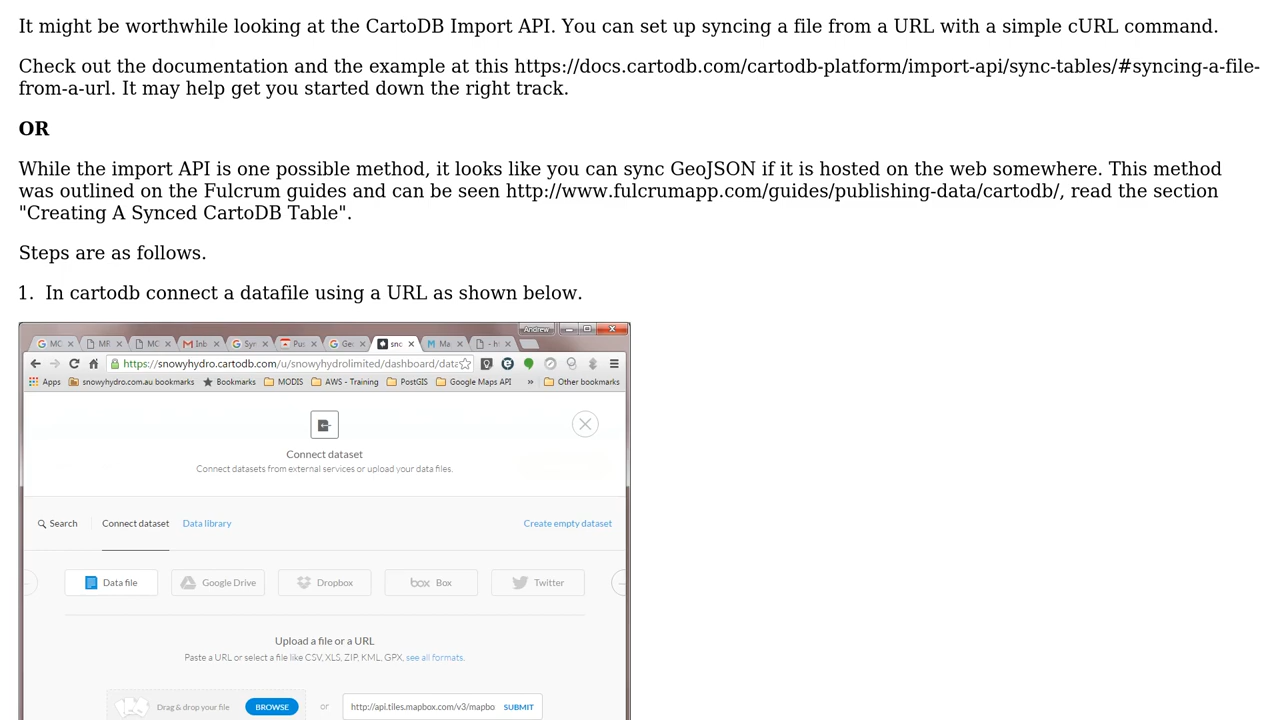 It might be worthwhile looking at the CartoDB Import API. You can set up syncing a file from a URL with a simple cURL command.
Check out the documentation and the example at this https://docs.cartodb.com/cartodb-platform/import-api/sync-tables/#syncing-a-file-
from-a-url. It may help get you started down the right track.
OR
While the import API is one possible method, it looks like you can sync GeoJSON if it is hosted on the web somewhere. This method
was outlined on the Fulcrum guides and can be seen http://www.fulcrumapp.com/guides/publishing-data/cartodb/, read the section
"Creating A Synced CartoDB Table".
Steps are as follows.
1. In cartodb connect a datafile using a URL as shown below.
Andrew
MC MF MC Inb Syr Pus Ge snc Ma - h
https://snowyhydro.cartodb.com/u/snowyhydrolimited/dashboard/data
Apps snowyhydro.com.au bookmarks Bookmarks MODIS AWS - Training PostGIS Google Maps API » Other bookmarks
Connect dataset
Connect datasets from external services or upload your data files.
Search Connect dataset Data library Create empty dataset
Data file Google Drive Dropbox box Box Twitter
Upload a file or a URL
Paste a URL or select a file like CSV, XLS, ZIP, KML, GPX, see all formats.
Drag & drop your file BROWSE or http://api.tiles.mapbox.com/v3/mapbo SUBMIT